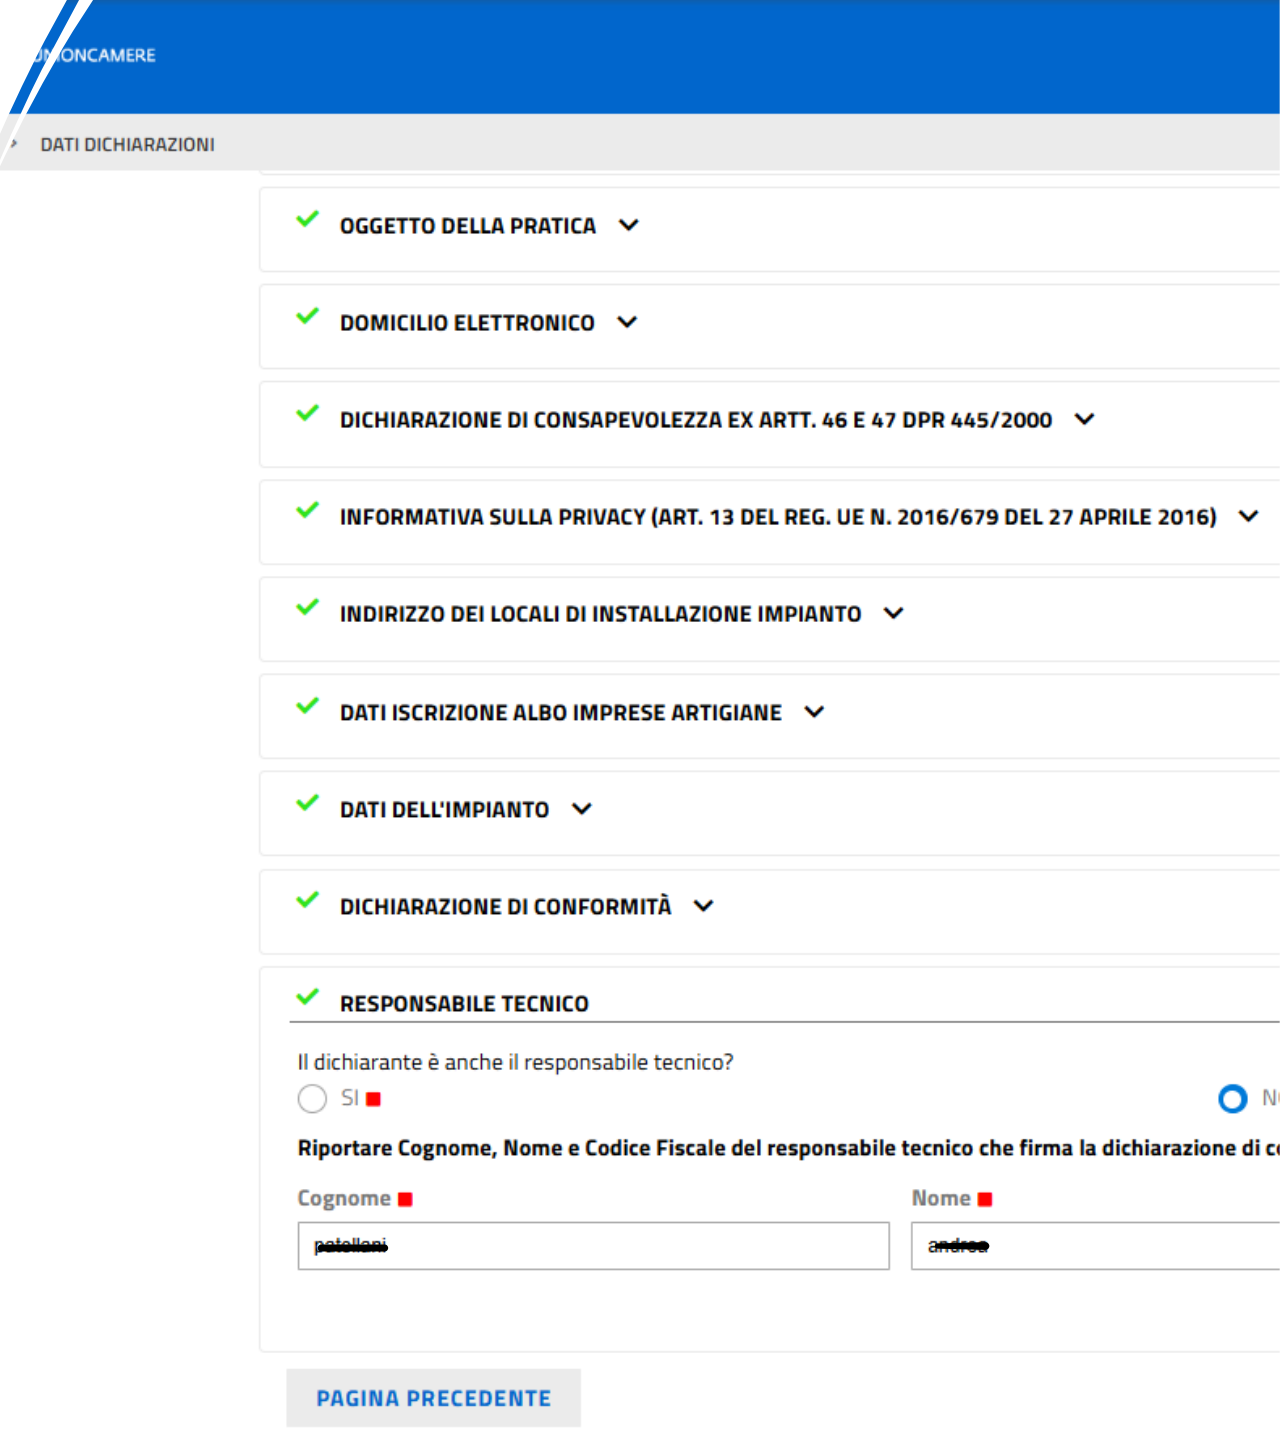 ONCAMERE
DATI DICHIARAZIONI
OGGETTO DELLA PRATICA
DOMICILIO ELETTRONICO
DICHIARAZIONE DI CONSAPEVOLEZZA EX ARTT. 46 E 47 DPR 445/2000
INFORMATIVA SULLA PRIVACY (ART. 13 DEL REG. UE N. 2016/679 DEL 27 APRILE 2016)
INDIRIZZO DEI LOCALI DI INSTALLAZIONE IMPIANTO
DATI ISCRIZIONE ALBO IMPRESE ARTIGIANE
DATI DELL'IMPIANTO
DICHIARAZIONE DI CONFORMITÀ
RESPONSABILE TECNICO
Il dichiarante è anche il responsabile tecnico?
SI
Riportare Cognome, Nome e Codice Fiscale del responsabile tecnico che firma la dichiarazione di
Cognome Nome
PAGINA PRECEDENTE